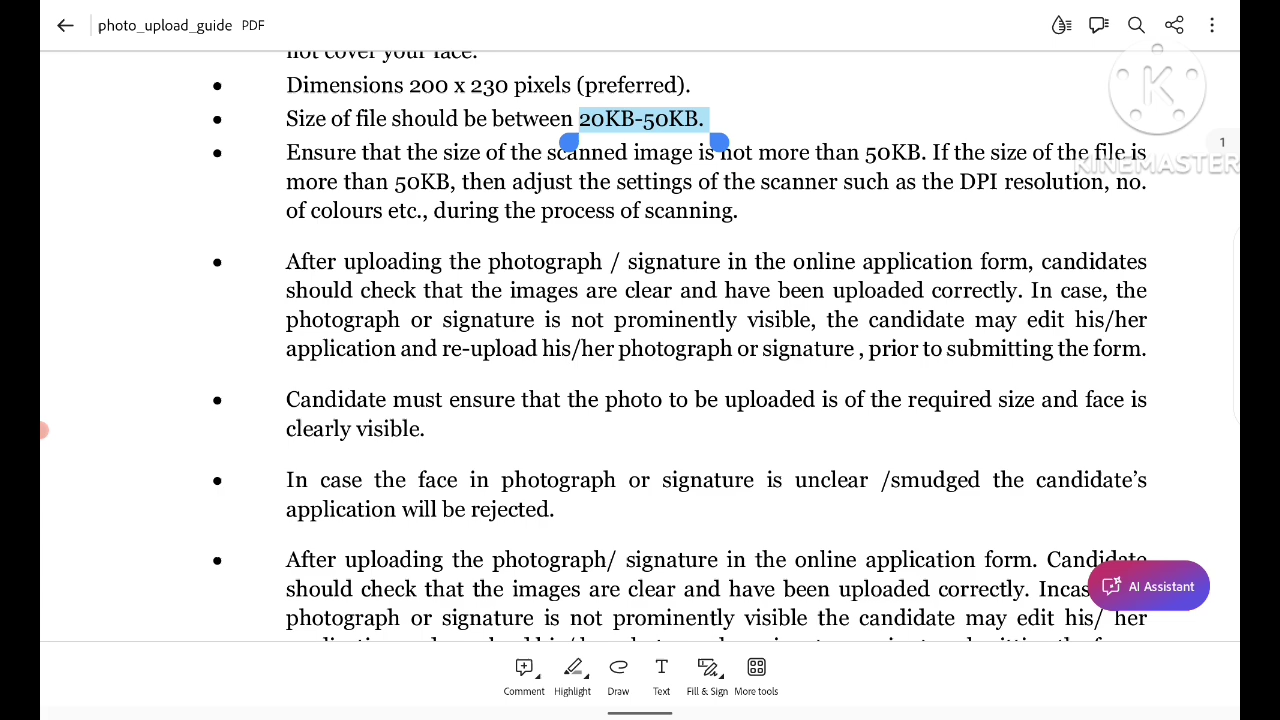 photo_upload_guide PDF
not cover your face.
• Dimensions 200 x 230 pixels (preferred).
• Size of file should be between 20KB-50KB.
1
• Ensure that the size of the scanned image is not more than 50KB. If the size of the file is
KINEMASTER
more than 50KB, then adjust the settings of the scanner such as the DPI resolution, no.
of colours etc., during the process of scanning.
• After uploading the photograph / signature in the online application form, candidates
should check that the images are clear and have been uploaded correctly. In case, the
photograph or signature is not prominently visible, the candidate may edit his/her
application and re-upload his/her photograph or signature , prior to submitting the form.
• Candidate must ensure that the photo to be uploaded is of the required size and face is
clearly visible.
• In case the face in photograph or signature is unclear /smudged the candidate’s
application will be rejected.
• After uploading the photograph/ signature in the online application form. Candidate
should check that the images are clear and have been uploaded correctly. Incas
AI Assistant
photograph or signature is not prominently visible the candidate may edit his/ her
Comment Highlight Draw Text Fill & Sign More tools